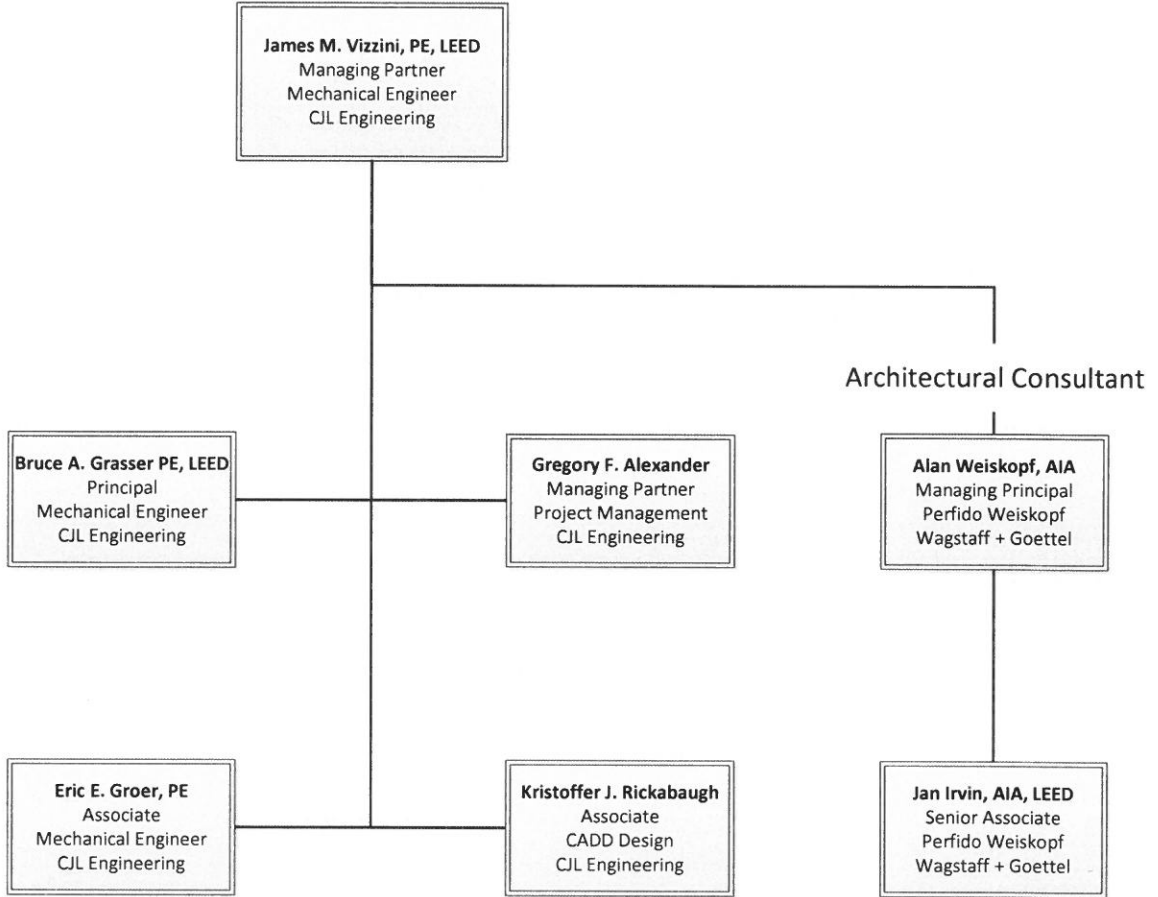 James M. Vizzini, PE, LEED
Managing Partner
Mechanical Engineer
CJL Engineering
Architectural Consultant
Bruce A. Grasser PE, LEED
Principal
Mechanical Engineer
CJL Engineering
Gregory F. Alexander
Managing Partner
Project Management
CJL Engineering
Alan Weiskopf, AIA
Managing Principal
Perfido Weiskopf
Wagstaff + Goettel
Eric E. Groer, PE
Associate
Mechanical Engineer
CJL Engineering
Kristoffer J. Rickabaugh
Associate
CADD Design
CJL Engineering
Jan Irvin, AIA, LEED
Senior Associate
Perfido Weiskopf
Wagstaff + Goettel